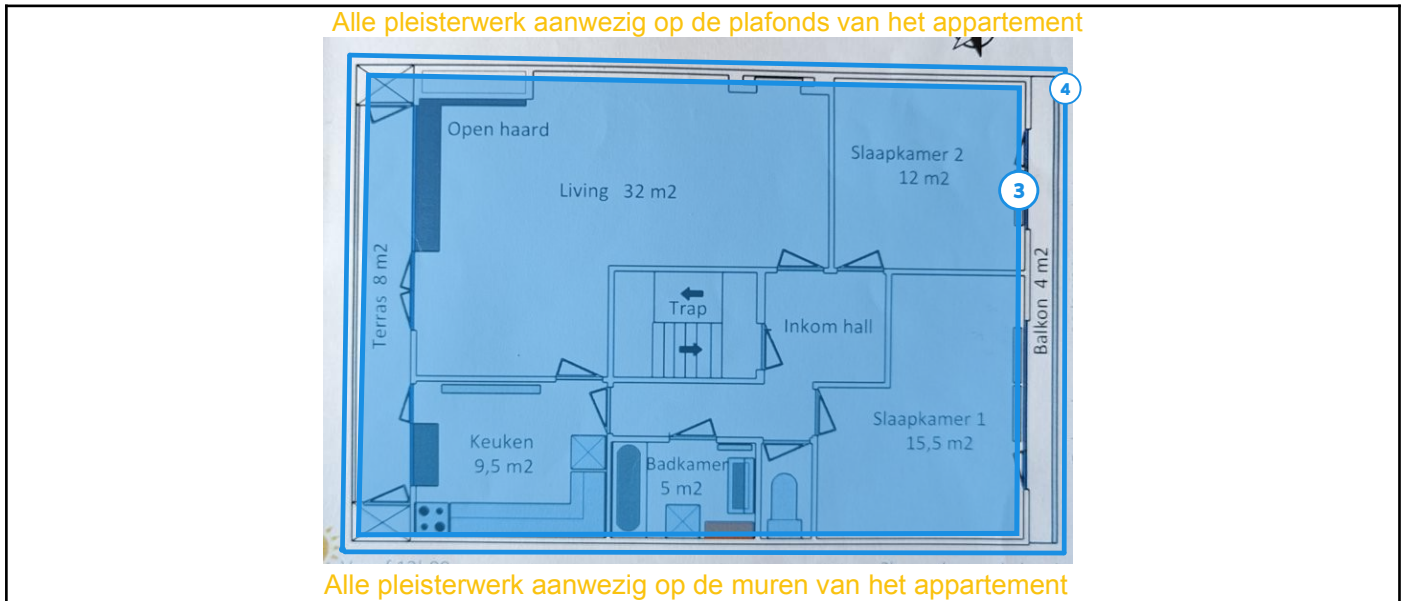 Alle pleisterwerk aanwezig op de plafonds van het appartement
4
Open haard
Slaapkamer 2
12 m2
Living 32 m2
3
Terras 8 m2
Balkon 4 m2
Trap
Inkom hall
Slaapkamer 1
15,5 m2
Keuken
9,5 m2
Badkamer
5 m2
Alle pleisterwerk aanwezig op de muren van het appartement